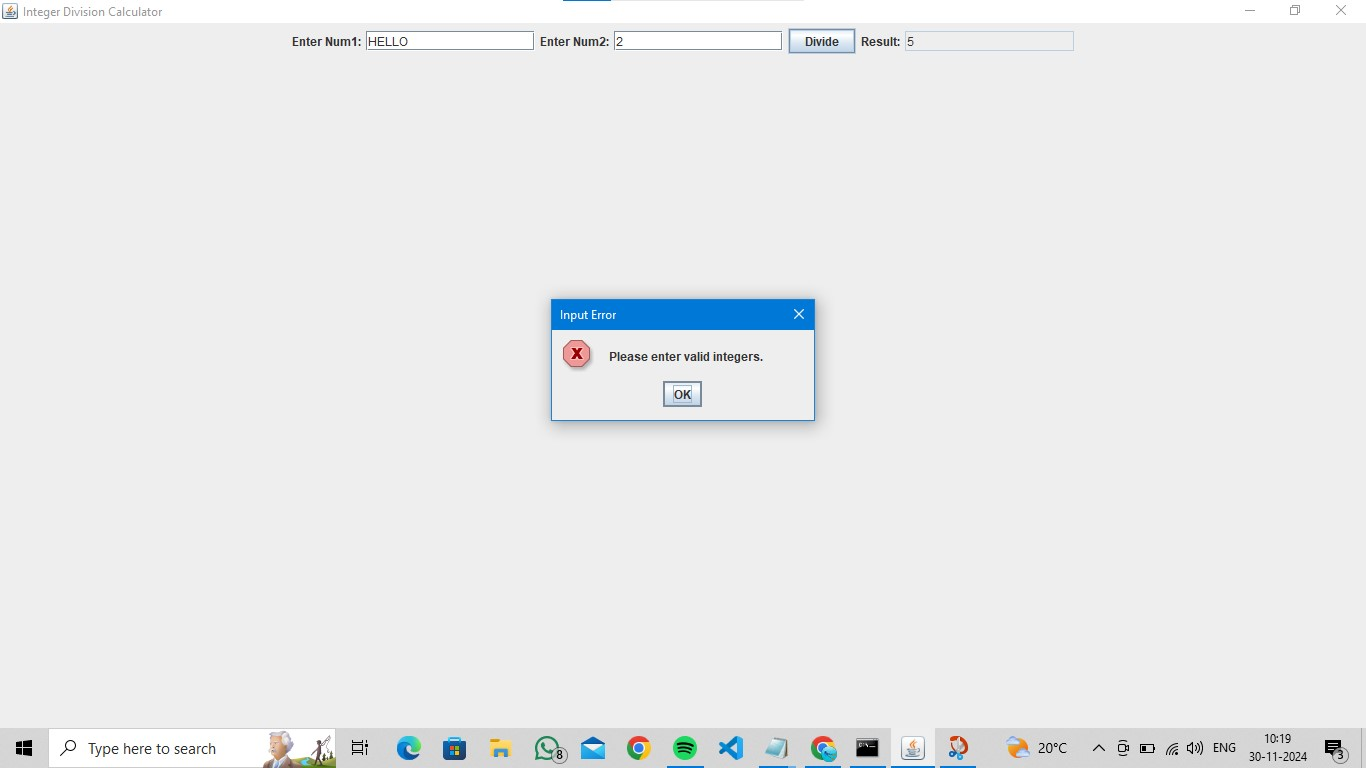 Integer Division Calculator
Enter Num1: HELLO Enter Num2: 2 Divide Result: 5
Input Error
X
Please enter valid integers.
OK
Type here to search
8
C:\
20°C
ENG
10:19
30-11-2024
3